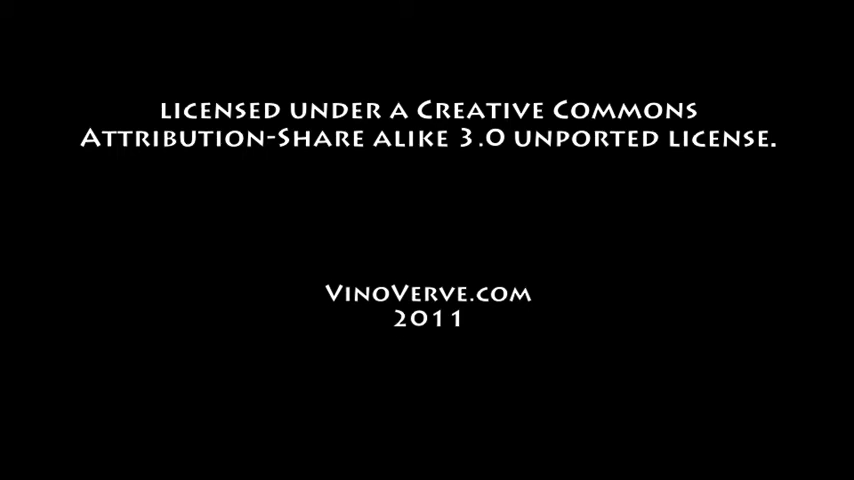 licensed under a Creative Commons
Attribution-Share alike 3.0 unported license.
VinoVerve.com
2011